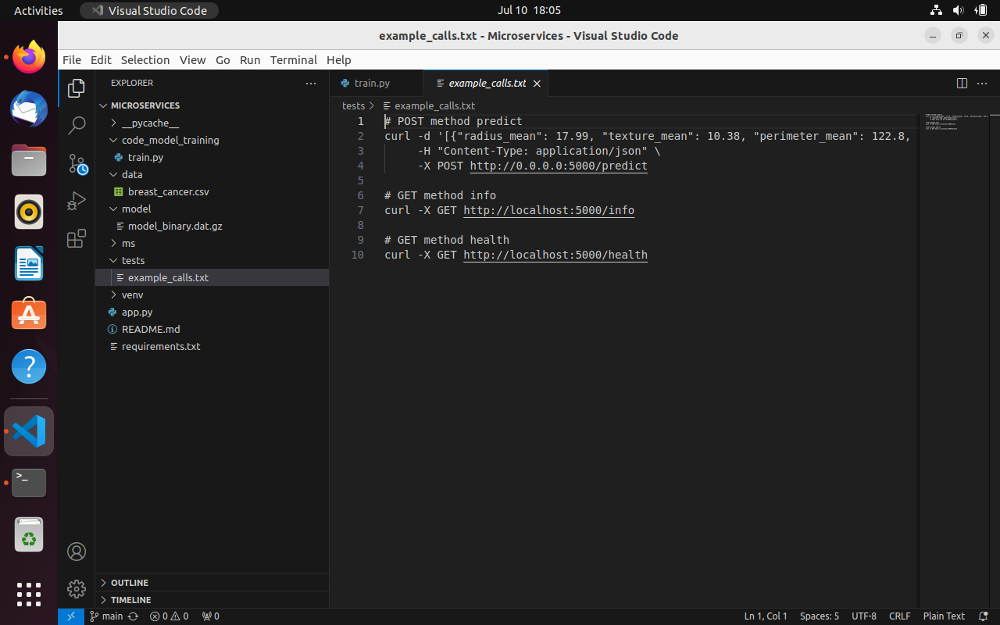 Activities
Visual Studio Code
Jul 10 18:05
example_calls.txt - Microservices - Visual Studio Code
File Edit Selection View Go Run Terminal Help
EXPLORER
MICROSERVICES
__pycache__
code_model_training
train.py
data
breast_cancer.csv
model
model_binary.dat.gz
ms
tests
example_calls.txt
venv
app.py
README.md
requirements.txt
OUTLINE
TIMELINE
train.py
example_calls.txt
tests
example_calls.txt
1 # POST method predict
2 curl -d '[{"radius_mean": 17.99, "texture_mean": 10.38, "perimeter_mean": 122.8,
3 -H "Content-Type: application/json" \
4 -X POST http://0.0.0.0:5000/predict
5
6 # GET method info
7 curl -X GET http://localhost:5000/info
8
9 # GET method health
10 curl -X GET http://localhost:5000/health
main 0 0 0
Ln 1, Col 1 Spaces: 5 UTF-8 CRLF Plain Text